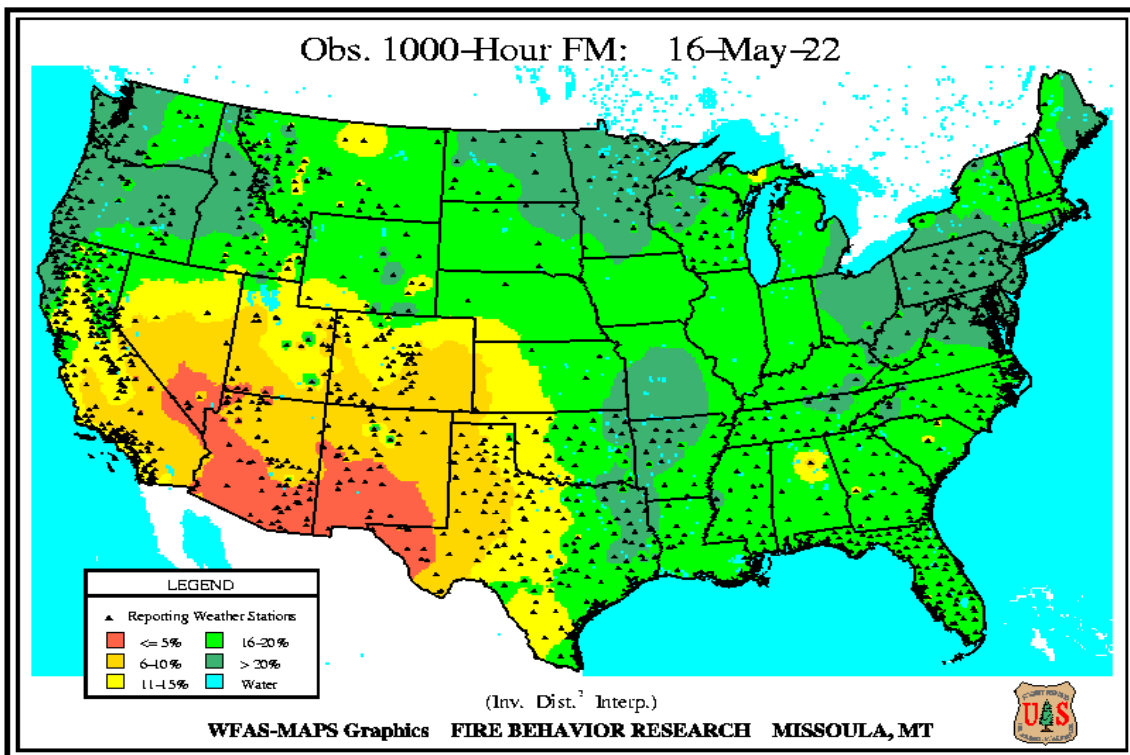 Obs. 1000-Hour FM: 16-May-22
LEGEND
Reporting Weather Stations
<= 5% 16-20%
6-10% > 20%
11-15% Water
(Inv. Dist.² Interp.)
WFAS-MAPS Graphics FIRE BEHAVIOR RESEARCH MISSOULA, MT
U S